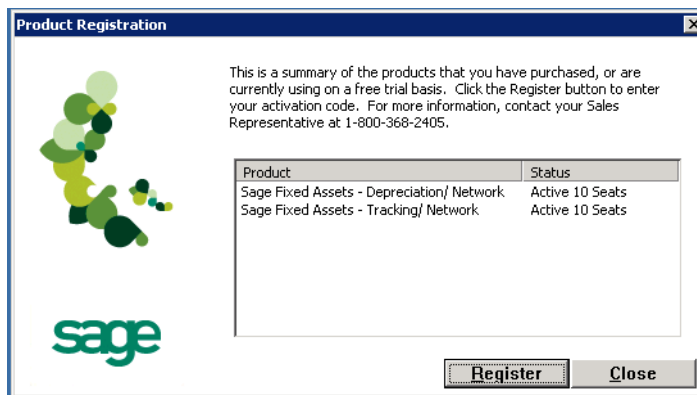 Product Registration
This is a summary of the products that you have purchased, or are
currently using on a free trial basis.  Click the Register button to enter
your activation code.  For more information, contact your Sales
Representative at 1-800-368-2405.
Product Status
Sage Fixed Assets - Depreciation/ Network Active 10 Seats
Sage Fixed Assets - Tracking/ Network Active 10 Seats
sage
Register Close